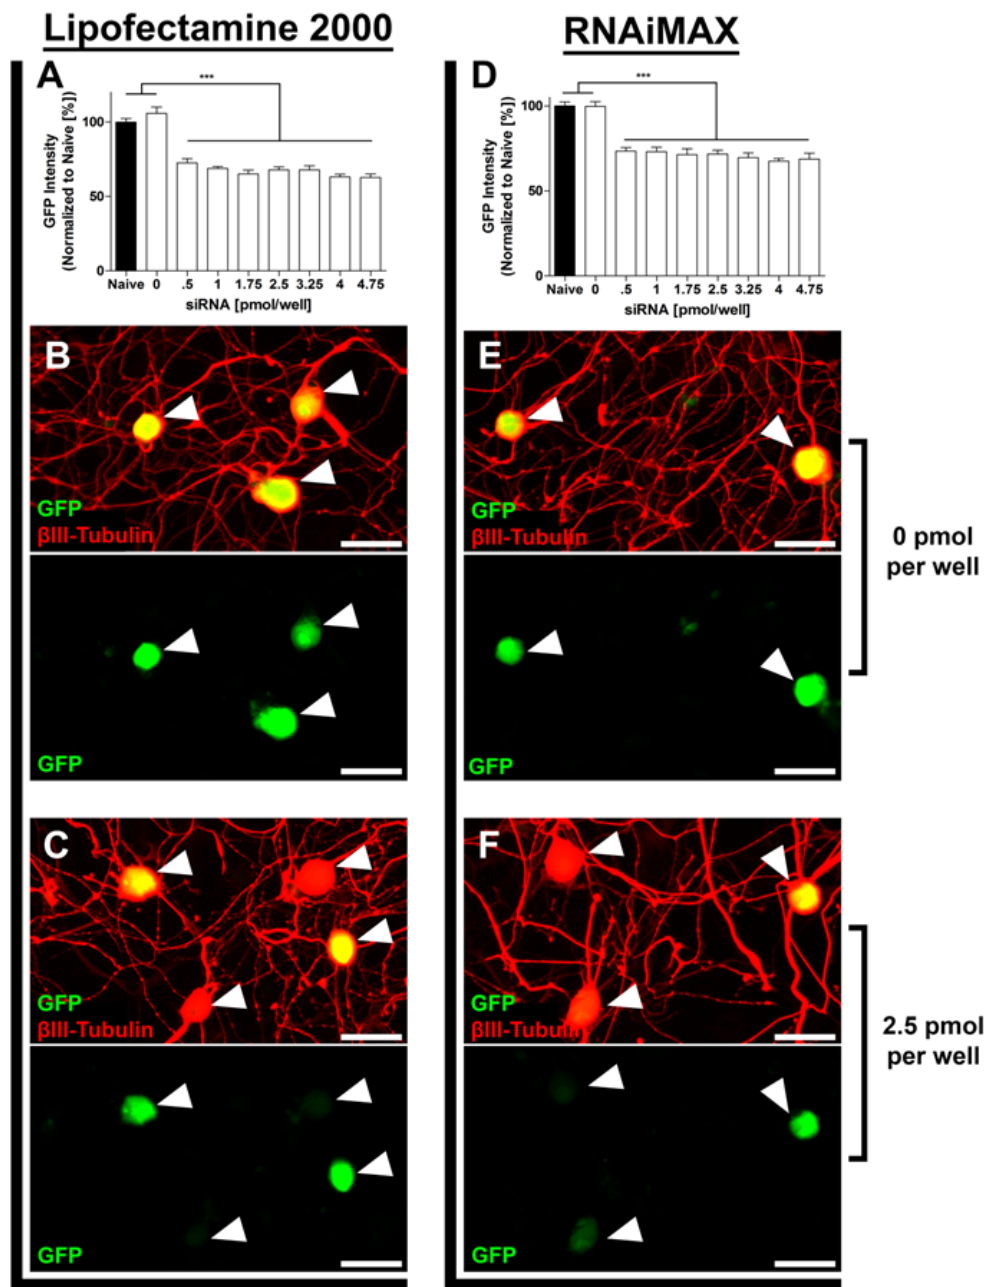 Lipofectamine 2000
RNAiMAX
A
***
GFP Intensity
(Normalized to Naive [%])
100
50
0
Naive 0 .5 1 1.75 2.5 3.25 4 4.75
siRNA [pmol/well]
D
***
GFP Intensity
(Normalized to Naive [%])
100
50
0
Naive 0 .5 1 1.75 2.5 3.25 4 4.75
siRNA [pmol/well]
B
GFP
βIII-Tubulin
GFP
E
GFP
βIII-Tubulin
GFP
0 pmol
per well
C
GFP
βIII-Tubulin
GFP
F
GFP
βIII-Tubulin
GFP
2.5 pmol
per well